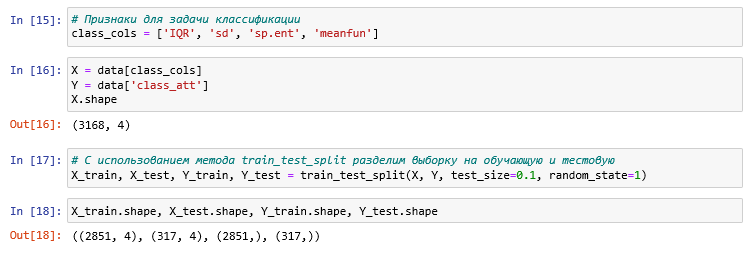 In [15]: # Признаки для задачи классификации
class_cols = ['IQR', 'sd', 'sp.ent', 'meanfun']
In [16]: X = data[class_cols]
Y = data['class_att']
X.shape
Out[16]: (3168, 4)
In [17]: # С использованием метода train_test_split разделим выборку на обучающую и тестовую
X_train, X_test, Y_train, Y_test = train_test_split(X, Y, test_size=0.1, random_state=1)
In [18]: X_train.shape, X_test.shape, Y_train.shape, Y_test.shape
Out[18]: ((2851, 4), (317, 4), (2851,), (317,))